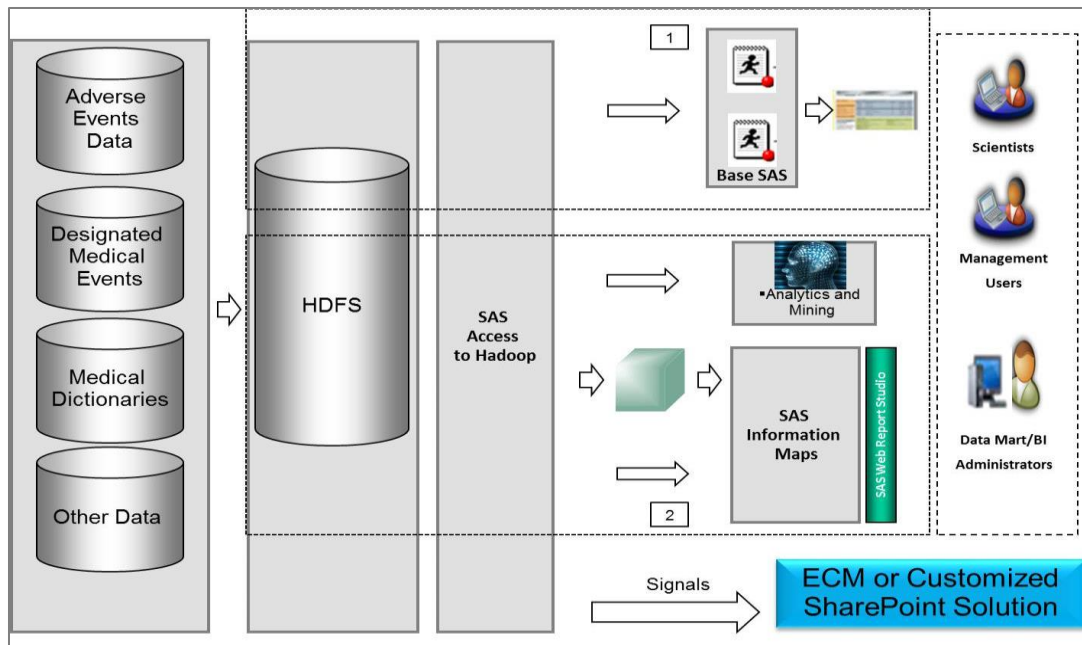 Adverse
Events
Data
Designated
Medical
Events
Medical
Dictionaries
Other Data
HDFS
SAS
Access
to Hadoop
1
Base SAS
▪Analytics and
Mining
SAS
Information
Maps
SAS Web Report Studio
2
Signals
ECM or Customized
SharePoint Solution
Scientists
Management
Users
Data Mart/BI
Administrators